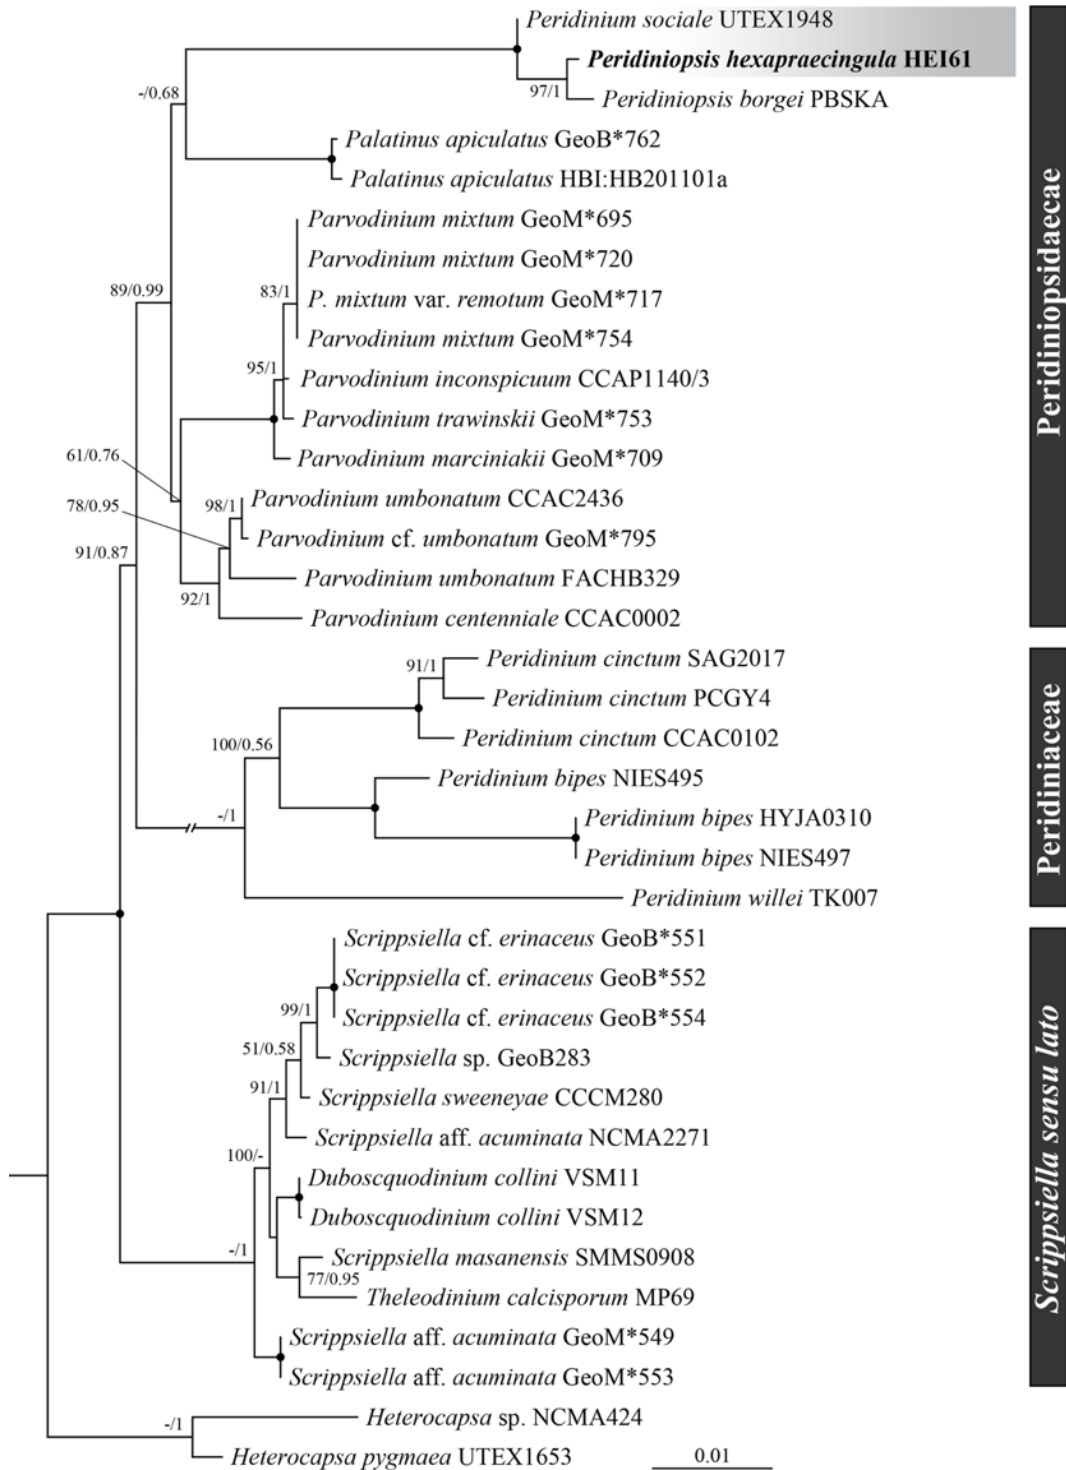 Peridinium sociale UTEX1948
Peridiniopsis hexapraecingula HEI61
97/1
Peridiniopsis borgei PBSKA
-/0.68
Palatinus apiculatus GeoB*762
Palatinus apiculatus HBI:HB201101a
Parvodinium mixtum GeoM*695
Parvodinium mixtum GeoM*720
89/0.99
83/1
P. mixtum var. remotum GeoM*717
Parvodinium mixtum GeoM*754
95/1
Parvodinium inconspicuum CCAP1140/3
Parvodinium trawinskii GeoM*753
61/0.76
Parvodinium marciniakii GeoM*709
78/0.95
98/1
Parvodinium umbonatum CCAC2436
Parvodinium cf. umbonatum GeoM*795
91/0.87
Parvodinium umbonatum FACHB329
92/1
Parvodinium centenniale CCAC0002
Peridiniopsidaecae
91/1
Peridinium cinctum SAG2017
Peridinium cinctum PCGY4
Peridinium cinctum CCAC0102
100/0.56
Peridinium bipes NIES495
-/1
Peridinium bipes HYJA0310
Peridinium bipes NIES497
Peridinium willei TK007
Peridiniaceae
Scrippsiella cf. erinaceus GeoB*551
Scrippsiella cf. erinaceus GeoB*552
99/1
Scrippsiella cf. erinaceus GeoB*554
51/0.58
Scrippsiella sp. GeoB283
91/1
Scrippsiella sweeneyae CCCM280
Scrippsiella aff. acuminata NCMA2271
100/-
Duboscquodinium collini VSM11
Duboscquodinium collini VSM12
-/1
Scrippsiella masanensis SMMS0908
77/0.95
Theleodinium calcisporum MP69
Scrippsiella aff. acuminata GeoM*549
Scrippsiella aff. acuminata GeoM*553
Scrippsiella sensu lato
-/1
Heterocapsa sp. NCMA424
Heterocapsa pygmaea UTEX1653
0.01